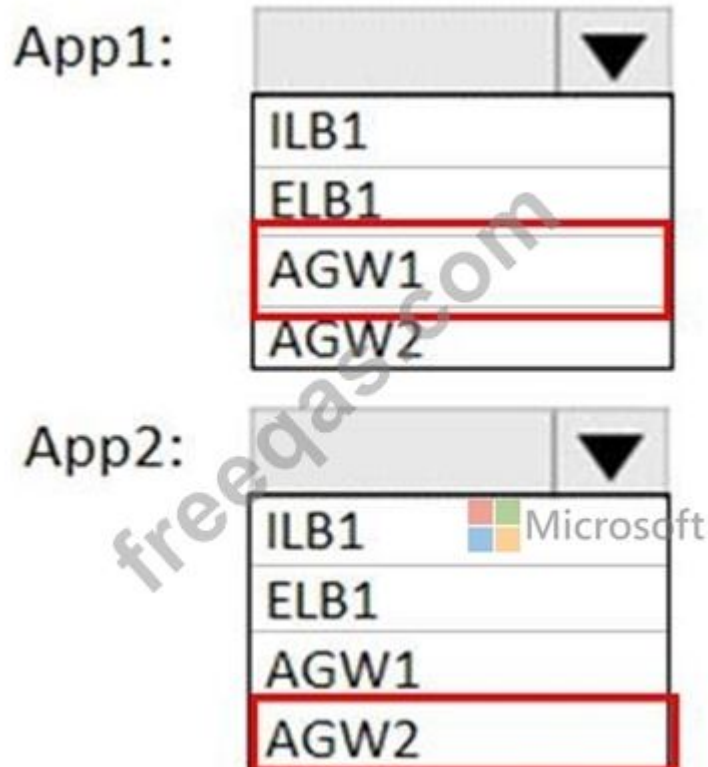 App1:
ILB1
ELB1
AGW1
AGW2
App2:
ILB1
Microsoft
ELB1
AGW1
AGW2
freeqas.com